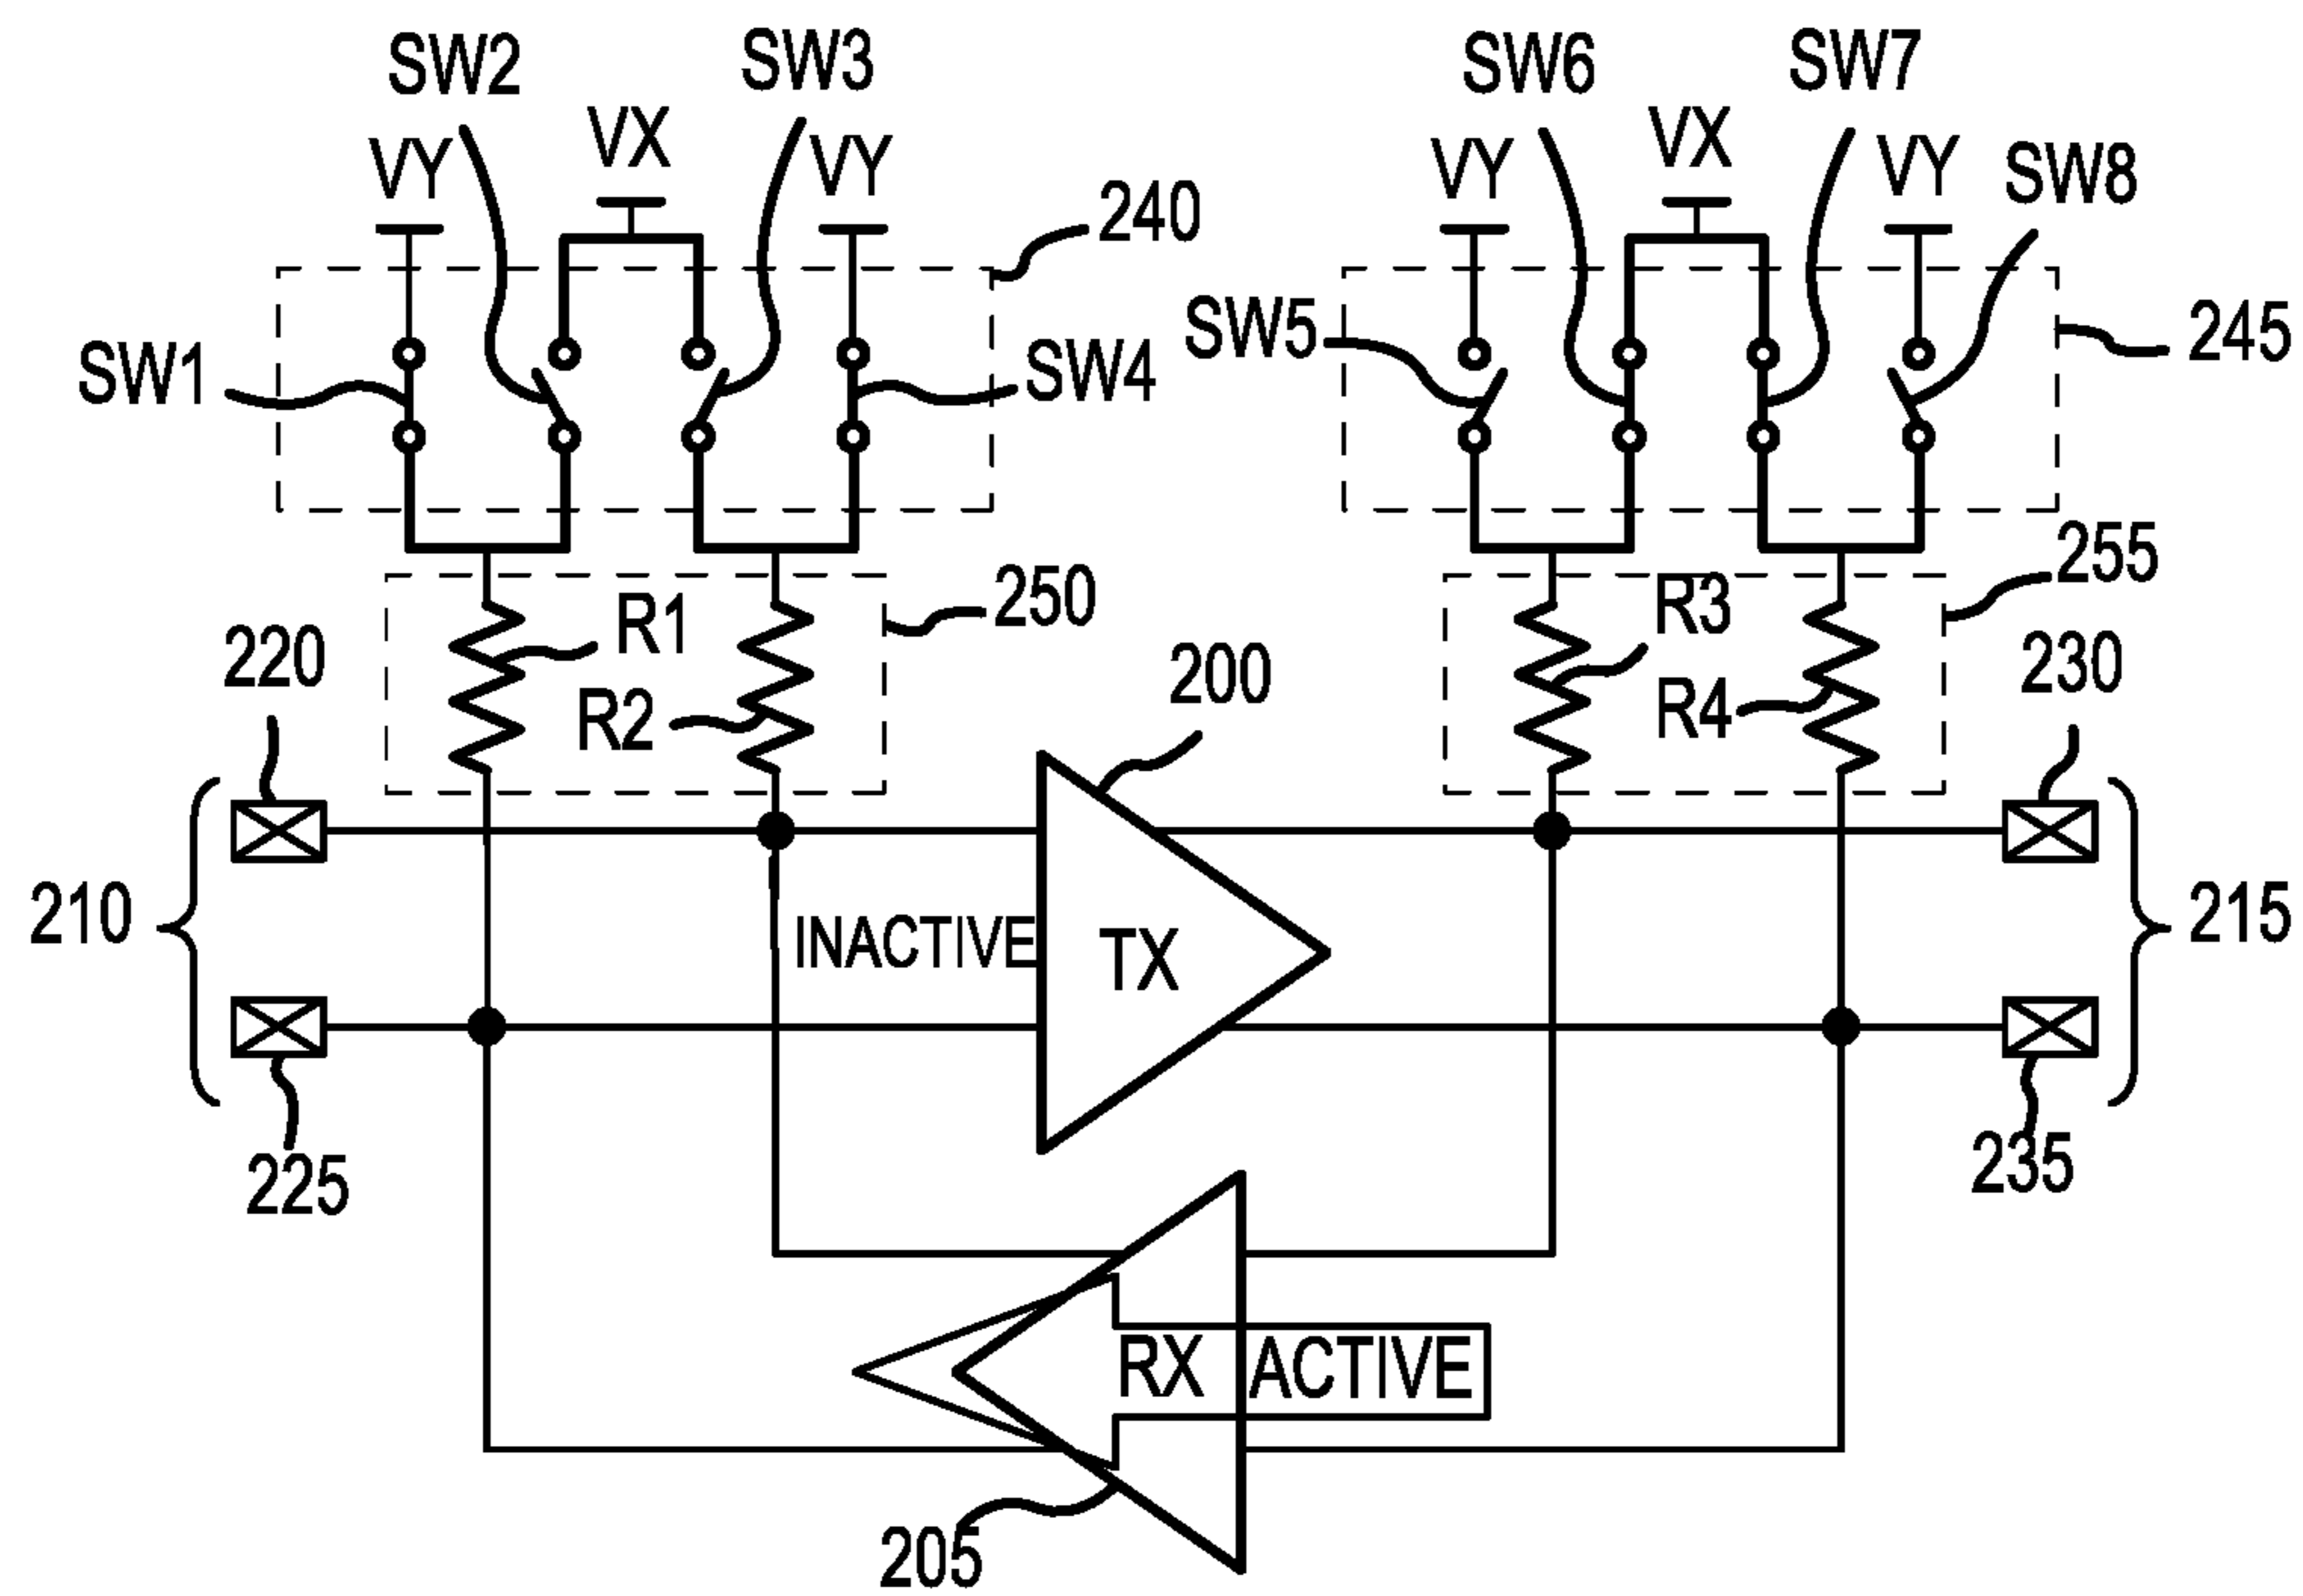 SW2
SW3
SW6
SW7
VY
VX
VY
VY
VX
VY
SW8
240
SW1
SW4
SW5
245
220
R1
250
R3
255
R2
200
R4
230
210
INACTIVE
TX
215
225
235
RX
ACTIVE
205